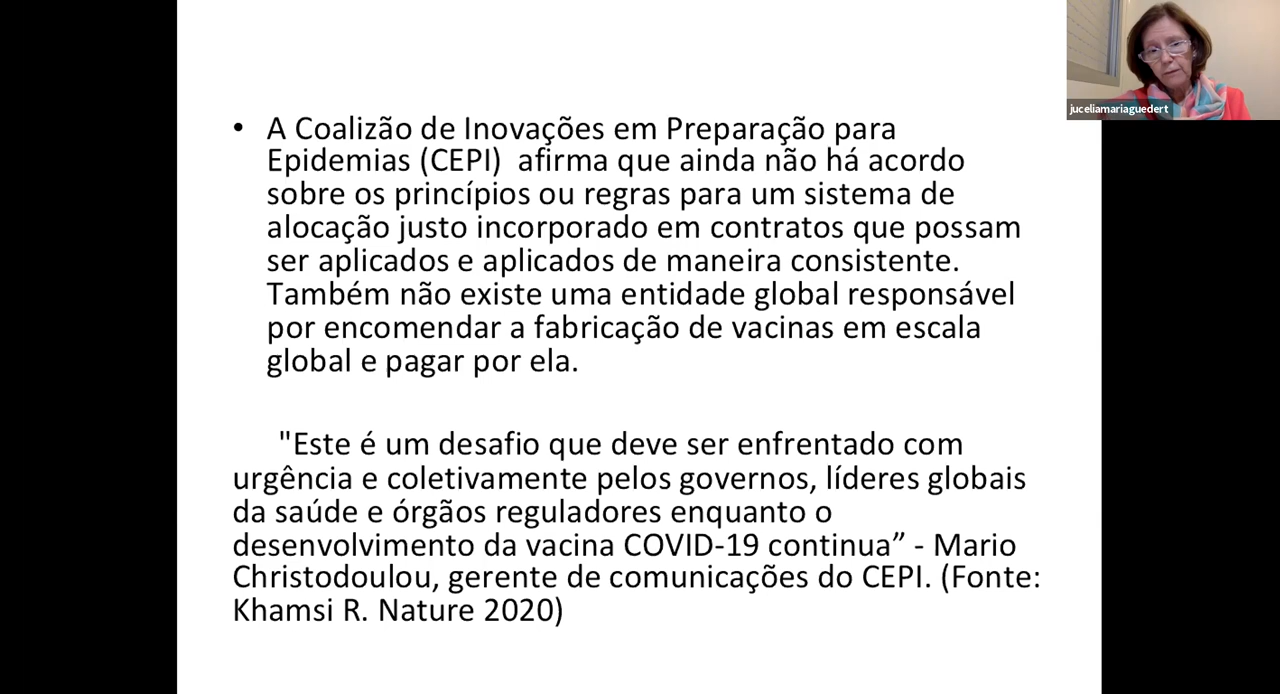 • A Coalizão de Inovações em Preparação para
Epidemias (CEPI)  afirma que ainda não há acordo
sobre os princípios ou regras para um sistema de
alocação justo incorporado em contratos que possam
ser aplicados e aplicados de maneira consistente.
Também não existe uma entidade global responsável
por encomendar a fabricação de vacinas em escala
global e pagar por ela.
"Este é um desafio que deve ser enfrentado com
urgência e coletivamente pelos governos, líderes globais
da saúde e órgãos reguladores enquanto o
desenvolvimento da vacina COVID-19 continua” - Mario
Christodoulou, gerente de comunicações do CEPI. (Fonte:
Khamsi R. Nature 2020)
juceliamariaguedert